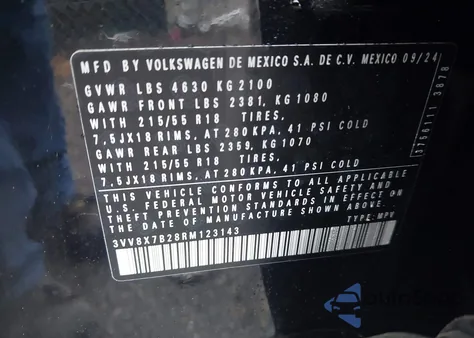 MFD BY VOLKSWAGEN DE MEXICO S.A. DE C.V. MEXICO 09/24
GVWR LBS 4630 KG 2100
GAWR FRONT LBS 2381, KG 1080
WITH 215/55 R18 TIRES,
7,5JX18 RIMS, AT 280 KPA, 41 PSI COLD
GAWR REAR LBS 2359, KG 1070
WITH 215/55 R18 TIRES,
7,5JX18 RIMS, AT 280 KPA, 41 PSI COLD
THIS VEHICLE CONFORMS TO ALL APPLICABLE
U.S. FEDERAL MOTOR VEHICLE SAFETY AND
THEFT PREVENTION STANDARDS IN EFFECT ON
THE DATE OF MANUFACTURE SHOWN ABOVE.
3VV8X7B28RM123143 TYPE: MPV
3756111 3878